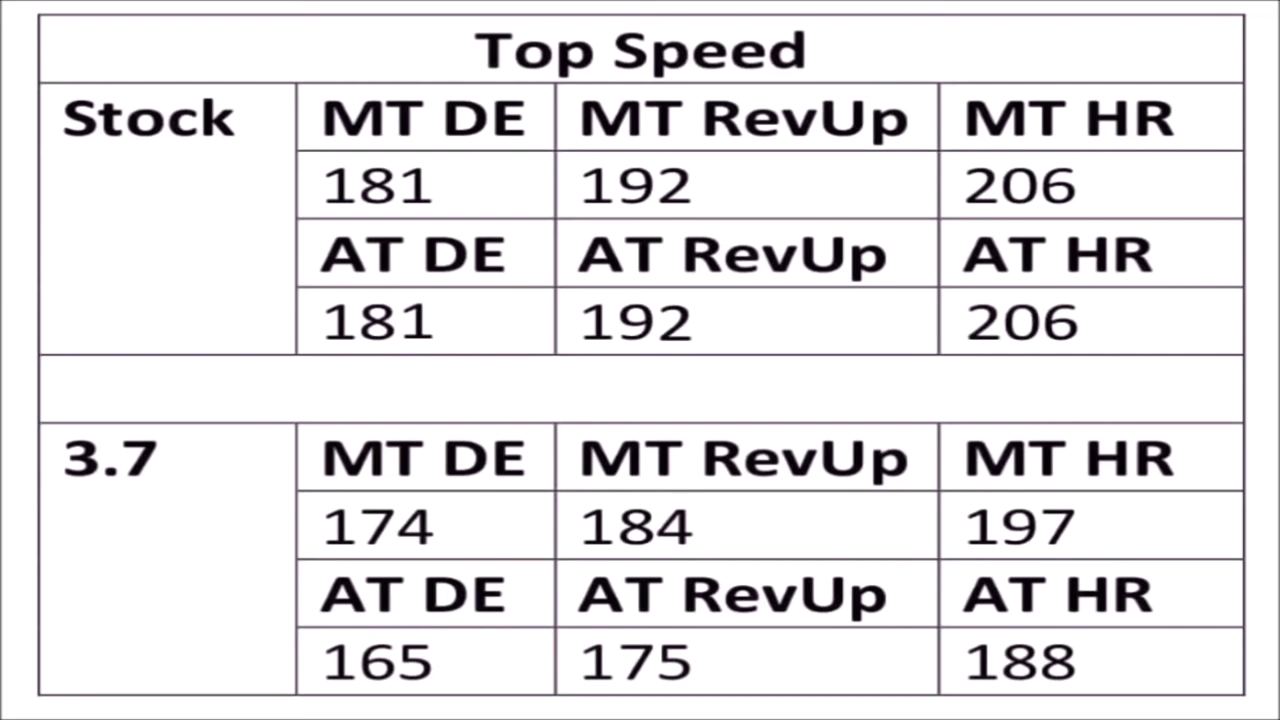 Top Speed
Stock MT DE MT RevUp MT HR
181 192 206
AT DE AT RevUp AT HR
181 192 206
3.7 MT DE MT RevUp MT HR
174 184 197
AT DE AT RevUp AT HR
165 175 188